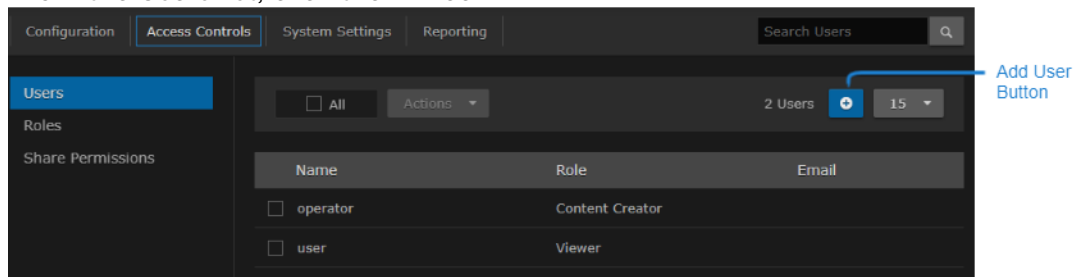 Configuration Access Controls System Settings Reporting Search Users
Add User
Button
Users
All Actions 2 Users 15
Roles
Share Permissions
Name Role Email
operator Content Creator
user Viewer